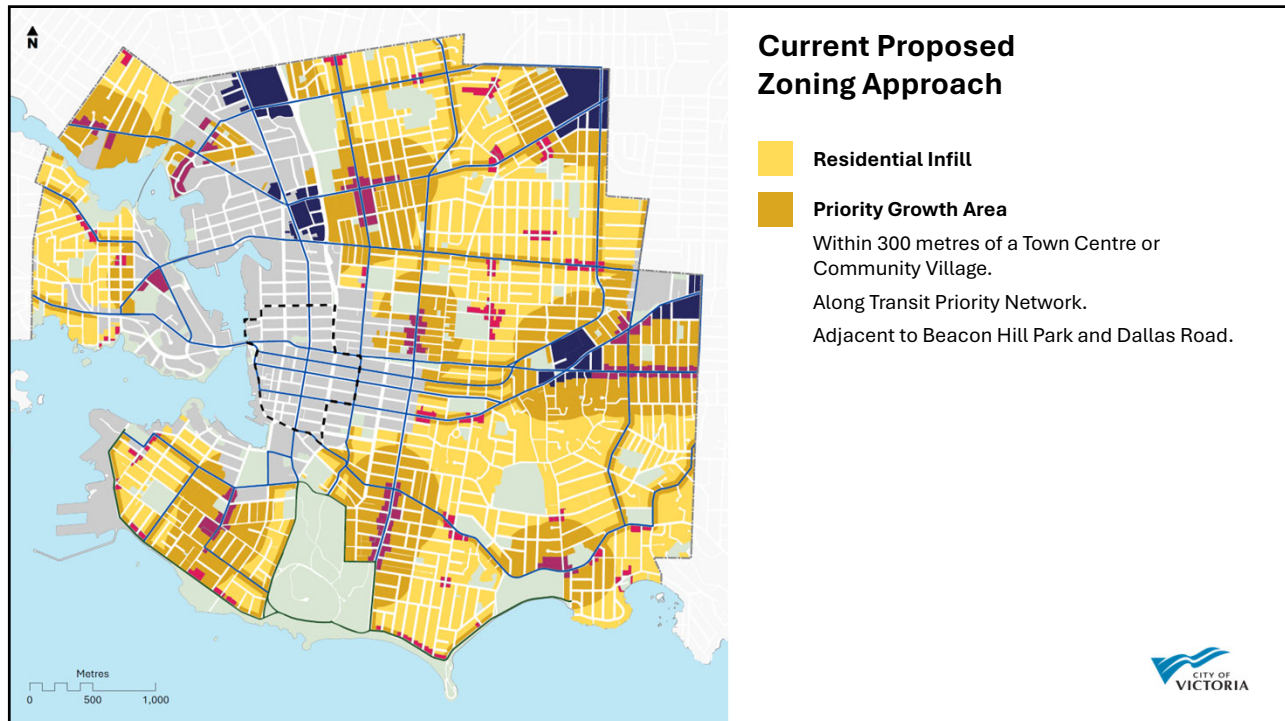 N
Current Proposed
Zoning Approach
Residential Infill
Priority Growth Area
Within 300 metres of a Town Centre or
Community Village.
Along Transit Priority Network.
Adjacent to Beacon Hill Park and Dallas Road.
Metres
0 500 1,000
CITY OF
VICTORIA